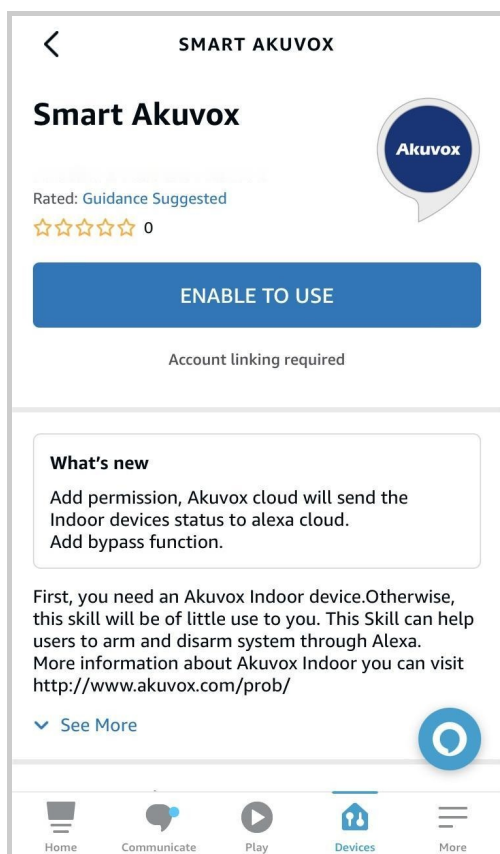 SMART AKUVOX
Smart Akuvox
Akuvox
Rated: Guidance Suggested
0
ENABLE TO USE
Account linking required
What's new
Add permission, Akuvox cloud will send the
Indoor devices status to alexa cloud.
Add bypass function.
First, you need an Akuvox Indoor device.Otherwise,
this skill will be of little use to you. This Skill can help
users to arm and disarm system through Alexa.
More information about Akuvox Indoor you can visit
http://www.akuvox.com/prob/
See More
Home Communicate Play Devices More